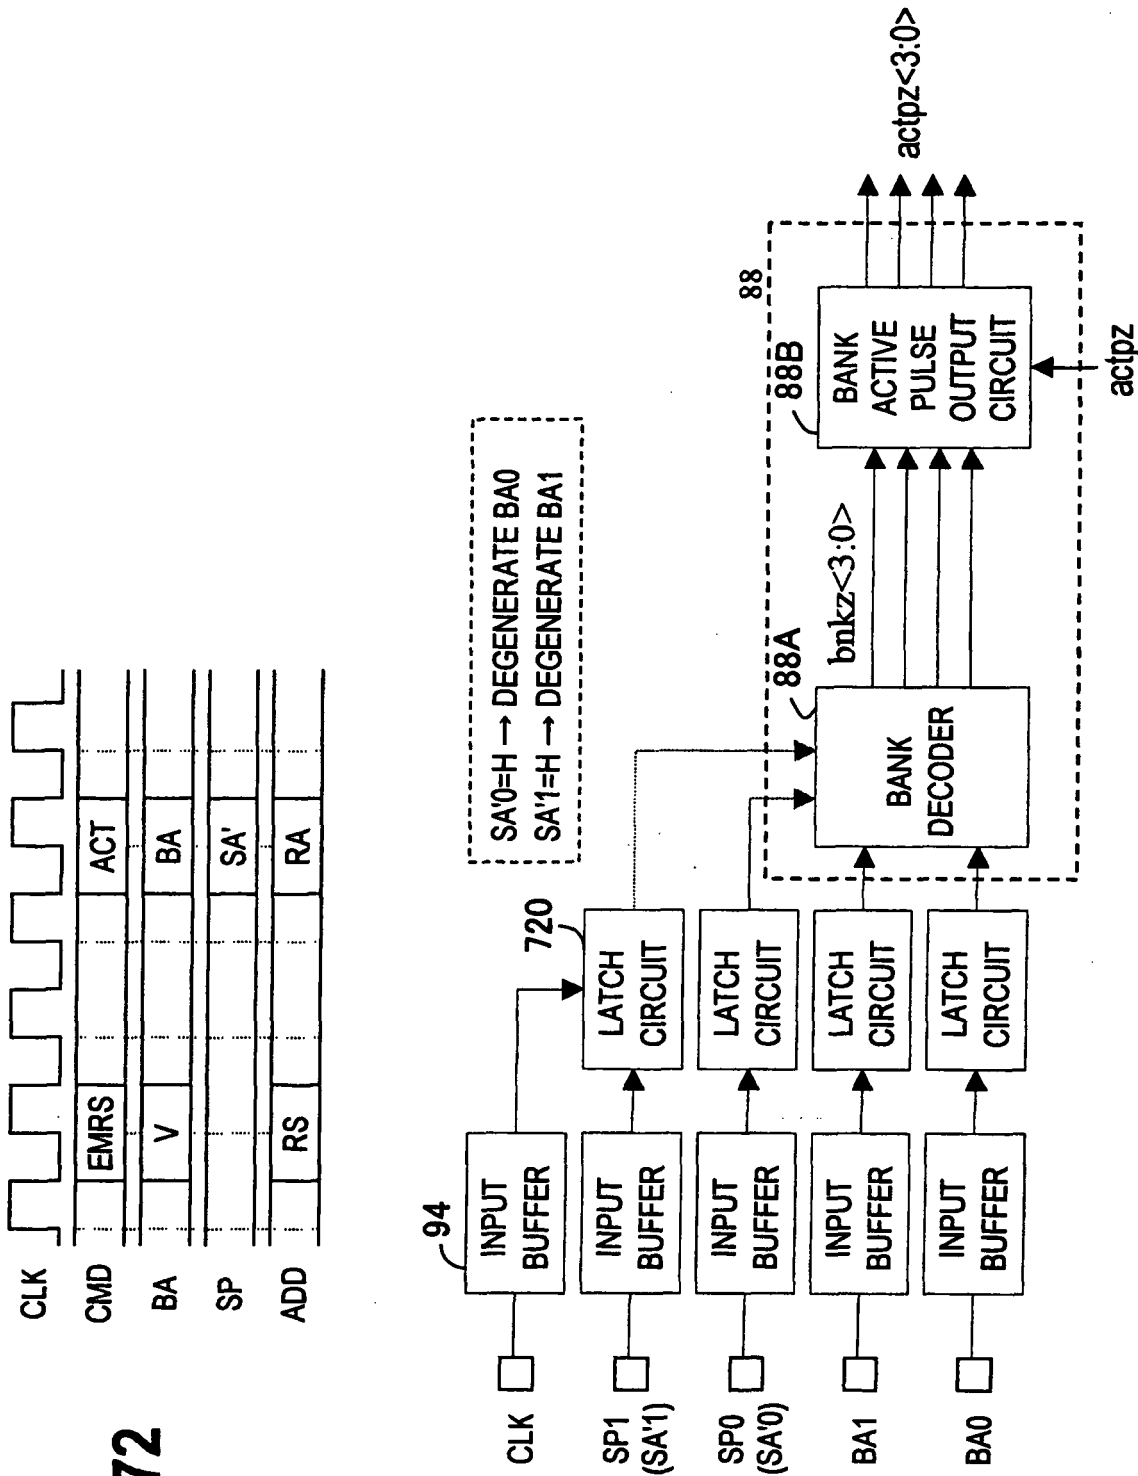 72
CLK
CMD
EMRS
ACT
BA
V
BA
SP
SA'
ADD
RS
RA
SA'0=H → DEGENERATE BA0
SA'1=H → DEGENERATE BA1
CLK
94
INPUT
BUFFER
SP1
(SA'1)
INPUT
BUFFER
720
LATCH
CIRCUIT
SP0
(SA'0)
INPUT
BUFFER
LATCH
CIRCUIT
BA1
INPUT
BUFFER
LATCH
CIRCUIT
BA0
INPUT
BUFFER
LATCH
CIRCUIT
88
88A
BANK
DECODER
bnkz<3:0>
88B
BANK
ACTIVE
PULSE
OUTPUT
CIRCUIT
actpz
actpz<3:0>